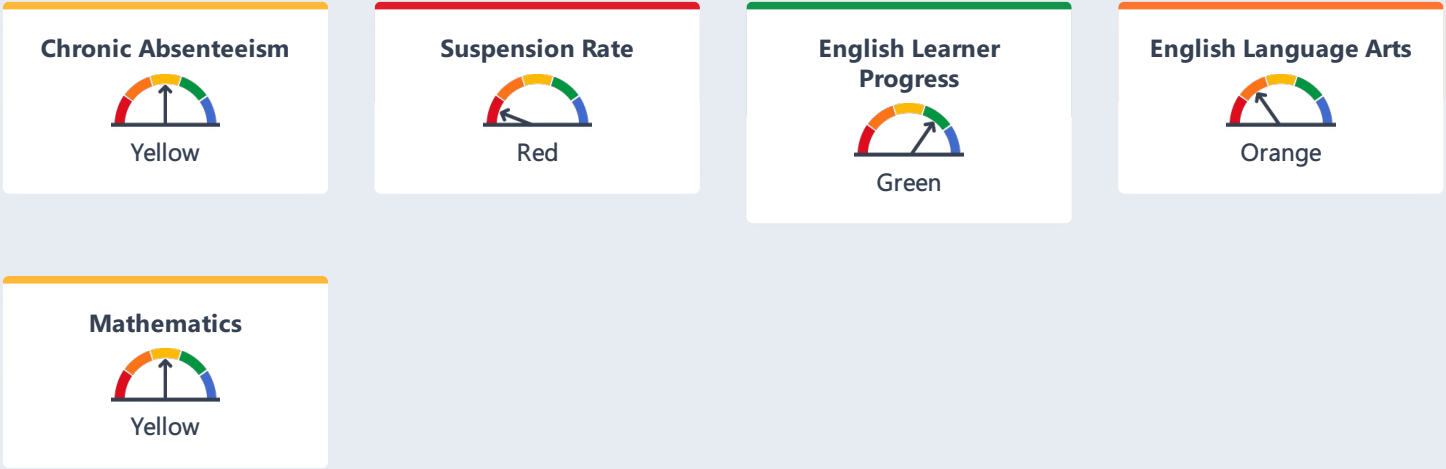 Chronic Absenteeism
Yellow
Suspension Rate
Red
English Learner
Progress
Green
English Language Arts
Orange
Mathematics
Yellow